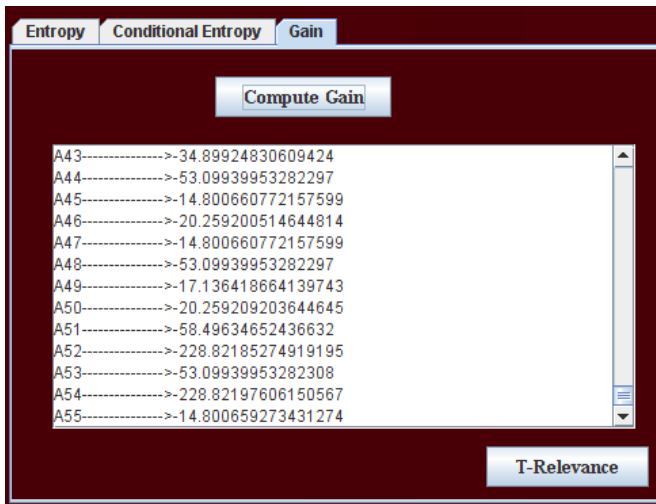 Entropy Conditional Entropy Gain
Compute Gain
A43--------------->-34.89924830609424
A44--------------->-53.09939953282297
A45--------------->-14.800660772157599
A46--------------->-20.259200514644814
A47--------------->-14.800660772157599
A48--------------->-53.09939953282297
A49--------------->-17.136418664139743
A50--------------->-20.259209203644645
A51--------------->-58.49634652436632
A52--------------->-228.82185274919195
A53--------------->-53.09939953282308
A54--------------->-228.82197606150567
A55--------------->-14.800659273431274
T-Relevance